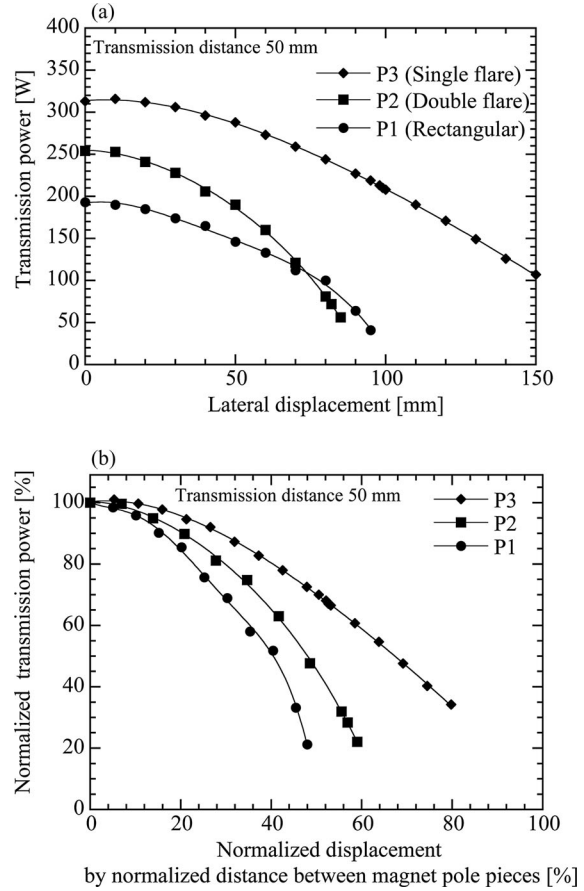 (a)
400
350
300
250
200
150
100
50
0
Transmission power [W]
Transmission distance 50 mm
P3 (Single flare)
P2 (Double flare)
P1 (Rectangular)
0 50 100 150
Lateral displacement [mm]
(b)
100
80
60
40
20
0
Normalized transmission power [%]
Transmission distance 50 mm
P3
P2
P1
0 20 40 60 80 100
Normalized displacement
by normalized distance between magnet pole pieces [%]